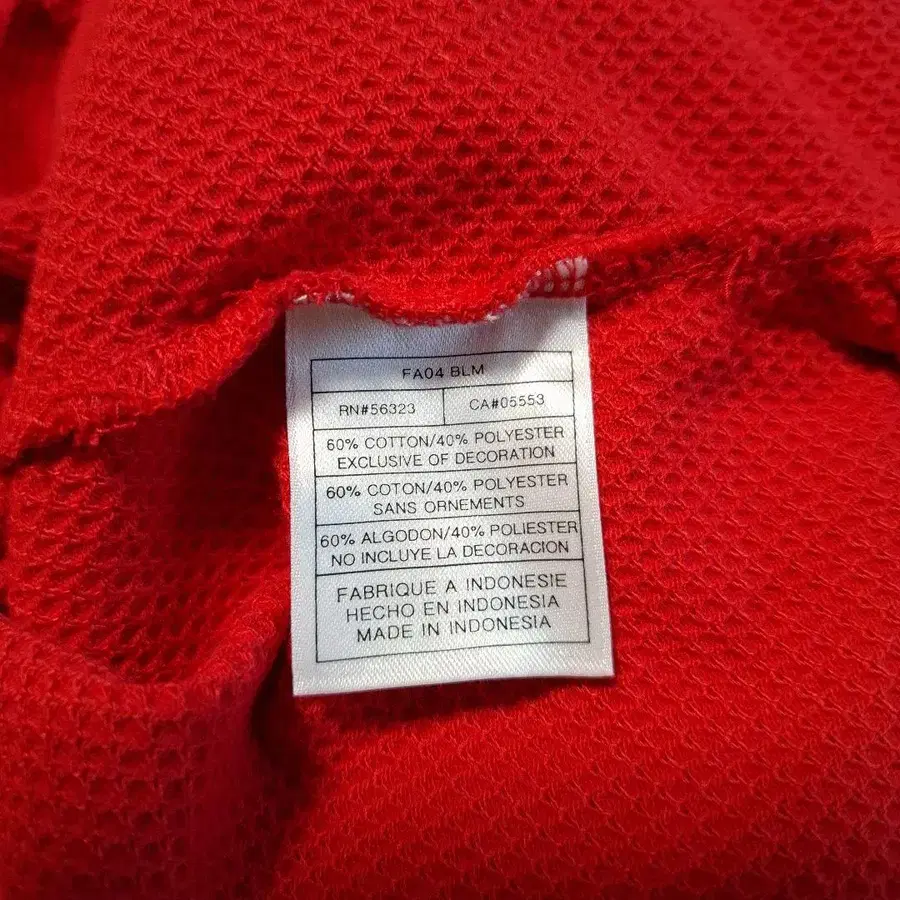 FA04 BLM
RN#56323 CA#05553
60% COTTON/40% POLYESTER
EXCLUSIVE OF DECORATION
60% COTON/40% POLYESTER
SANS ORNEMENTS
60% ALGODON/40% POLIESTER
NO INCLUYE LA DECORACION
FABRIQUE A INDONESIE
HECHO EN INDONESIA
MADE IN INDONESIA